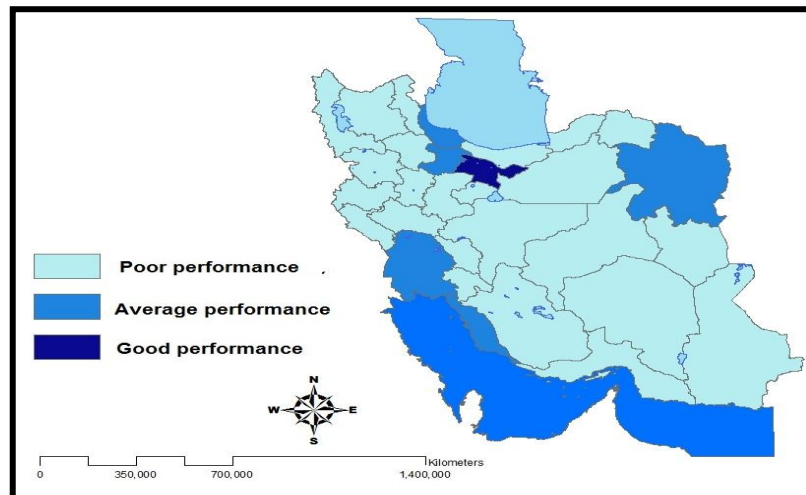 Poor performance .
Average performance
Good performance
N
W E
S
Kilometers
0 350,000 700,000 1,400,000